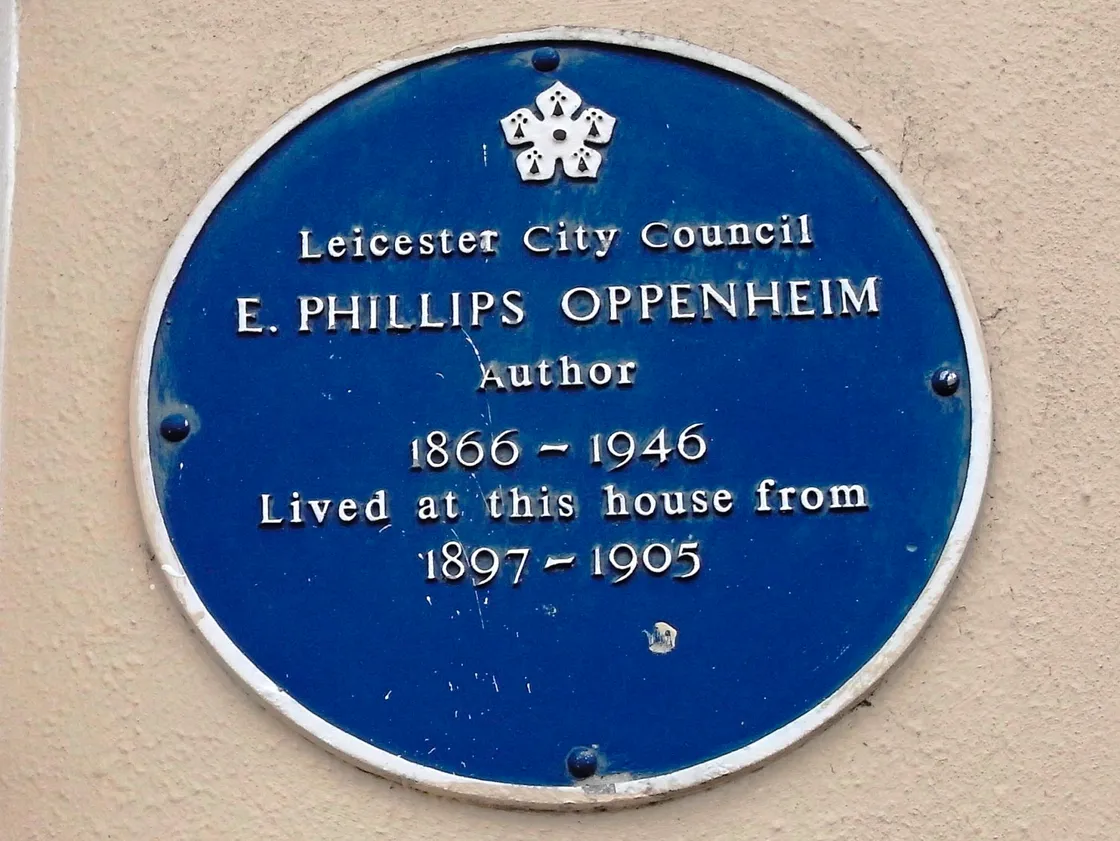 Leicester City Council
E. PHILLIPS OPPENHEIM
Author
1866 – 1946
Lived at this house from
1897 – 1905